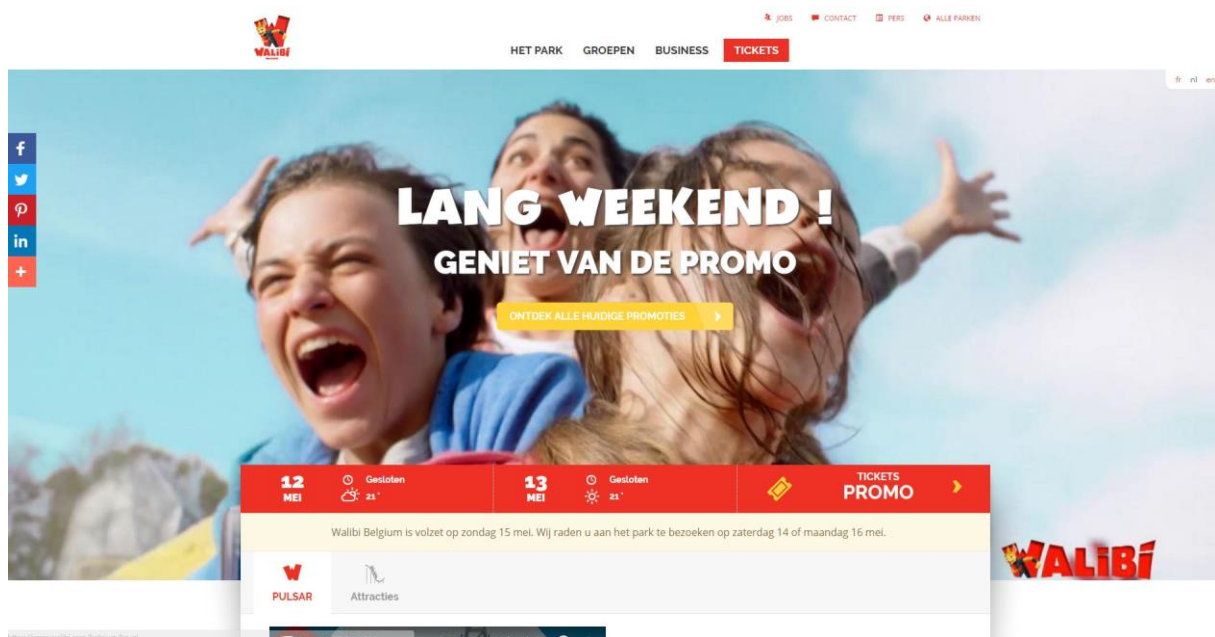 WALIBI
JOBS
CONTACT
PERS
ALLE PARKEN
HET PARK
GROEPEN
BUSINESS
TICKETS
fr nl en
LANG WEEKEND !
GENIET VAN DE PROMO
ONTDEK ALLE HUIDIGE PROMOTIES
12
MEI
Gesloten
21°
13
MEI
Gesloten
21°
TICKETS
PROMO
Walibi Belgium is volzet op zondag 15 mei. Wij raden u aan het park te bezoeken op zaterdag 14 of maandag 16 mei.
WALIBI
PULSAR
Attracties